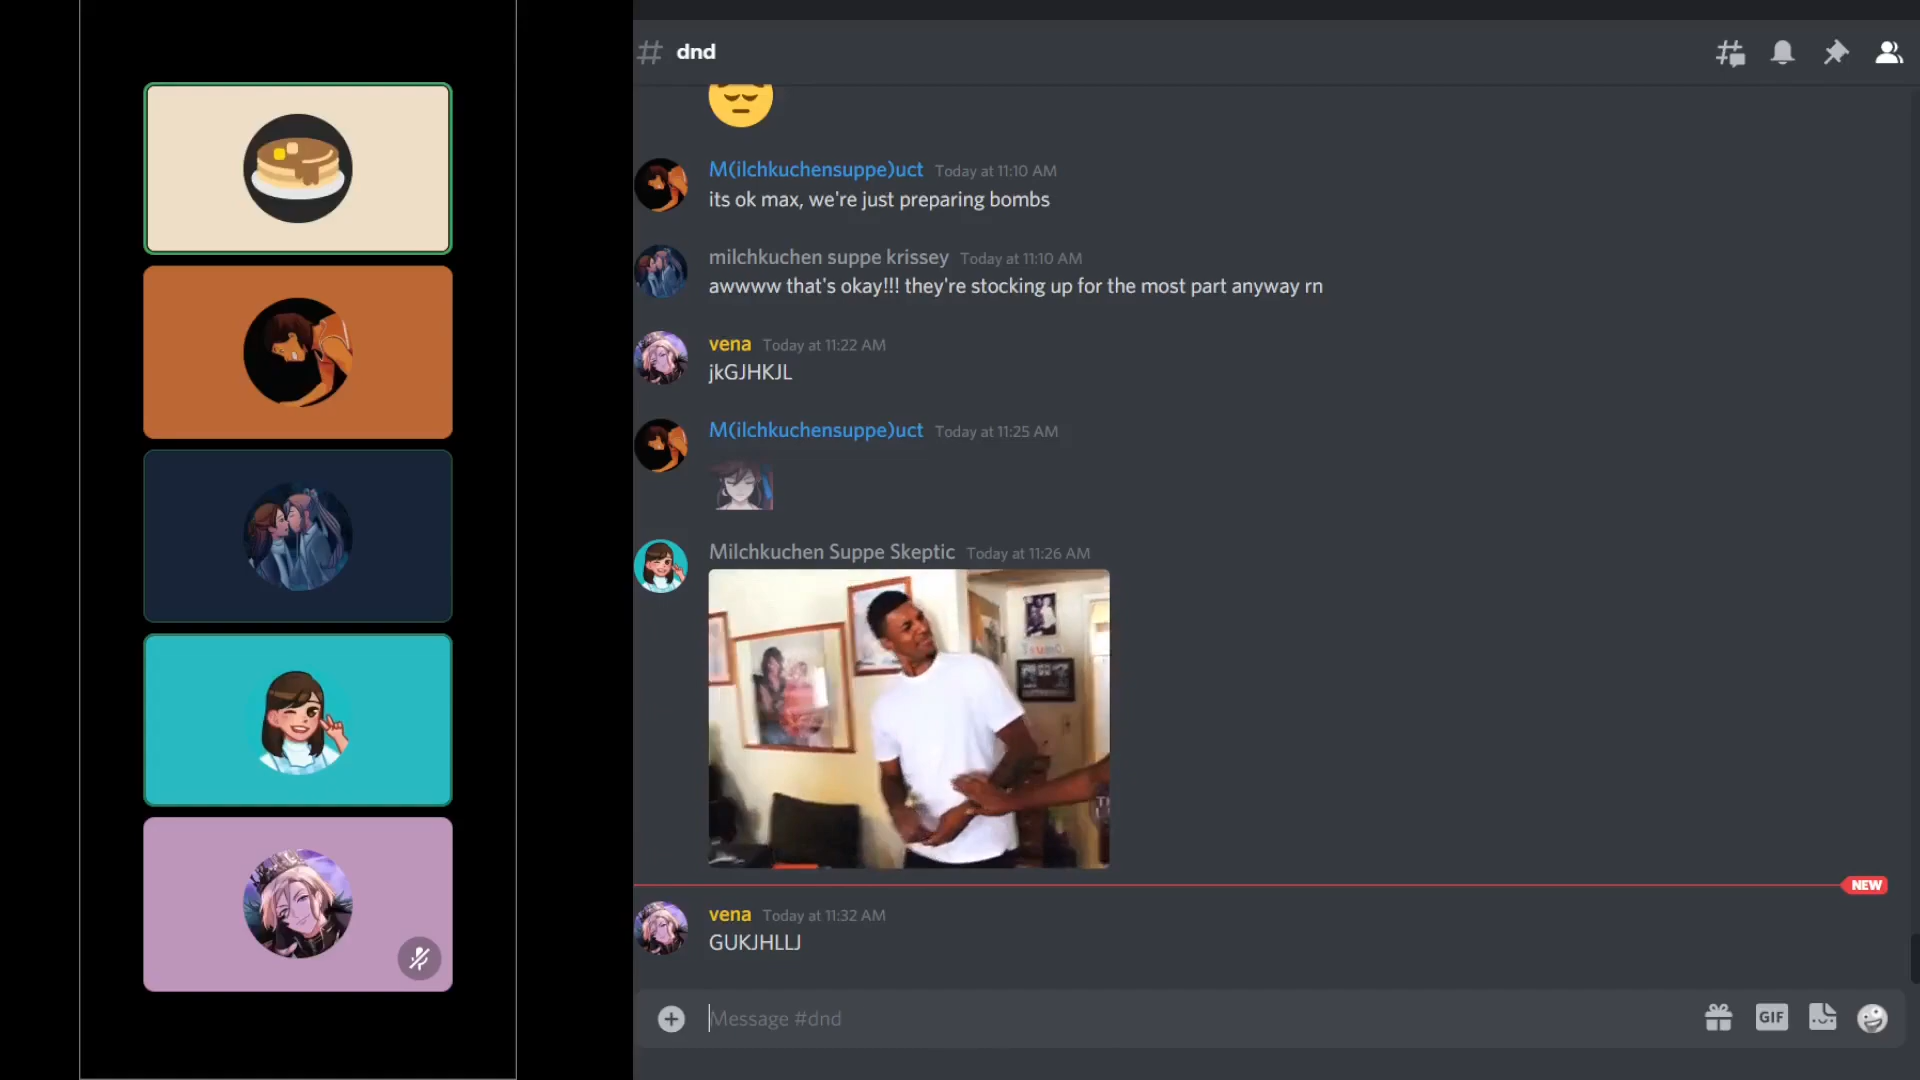 # dnd
M(ilchkuchensuppe)uct Today at 11:10 AM
its ok max, we're just preparing bombs
milchkuchen suppe krissey Today at 11:10 AM
awwww that's okay!!! they're stocking up for the most part anyway rn
vena Today at 11:22 AM
jkGJHKJL
M(ilchkuchensuppe)uct Today at 11:25 AM
Milchkuchen Suppe Skeptic Today at 11:26 AM
NEW
vena Today at 11:32 AM
GUKJHLLJ
Message #dnd
GIF